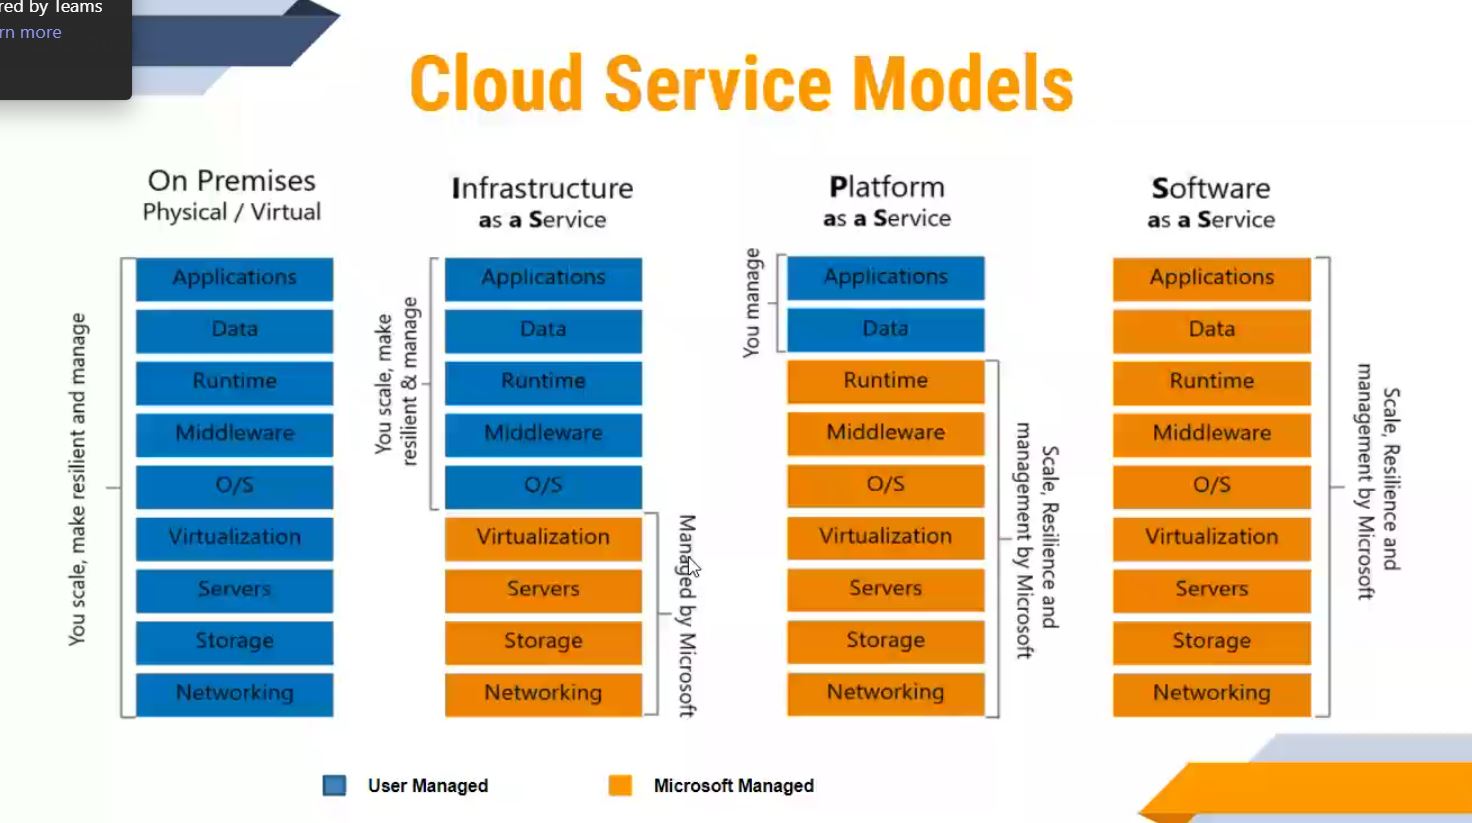 red by Teams
rn more
Cloud Service Models
On Premises
Physical / Virtual
You scale, make resilient and manage
Applications
Data
Runtime
Middleware
O/S
Virtualization
Servers
Storage
Networking
Infrastructure
as a Service
You scale, make
resilient & manage
Applications
Data
Runtime
Middleware
O/S
Virtualization
Servers
Storage
Networking
Managed by Microsoft
Platform
as a Service
You manage
Applications
Data
Runtime
Middleware
O/S
Virtualization
Servers
Storage
Networking
Scale, Resilience and
management by Microsoft
Software
as a Service
Applications
Data
Runtime
Middleware
O/S
Virtualization
Servers
Storage
Networking
Scale, Resilience and
management by Microsoft
User Managed
Microsoft Managed